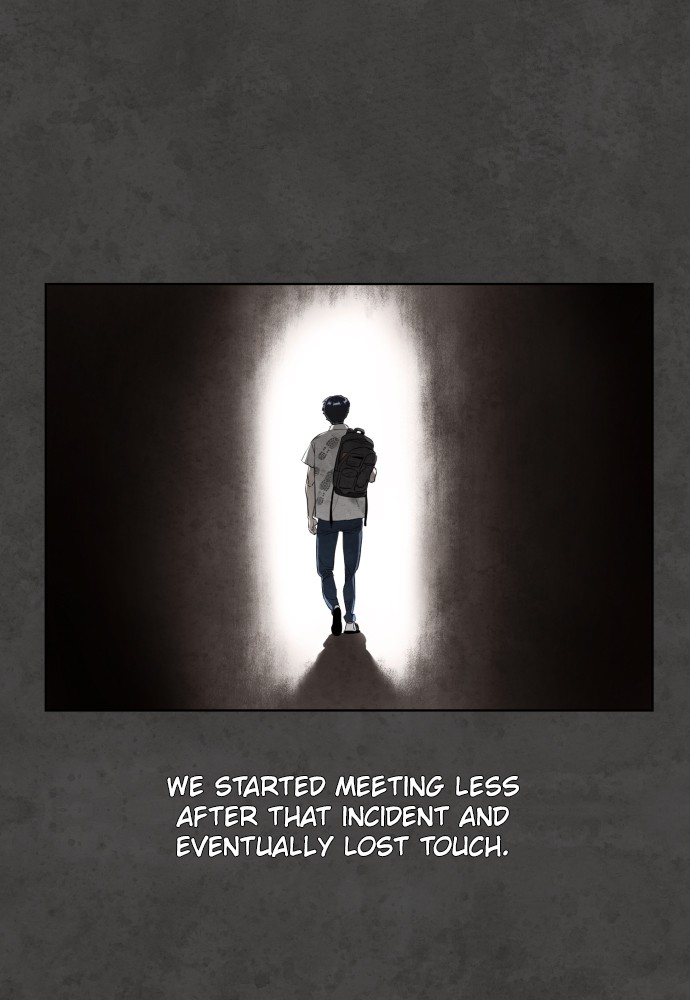 WE STARTED MEETING LESS
AFTER THAT INCIDENT AND
EVENTUALLY LOST TOUCH.